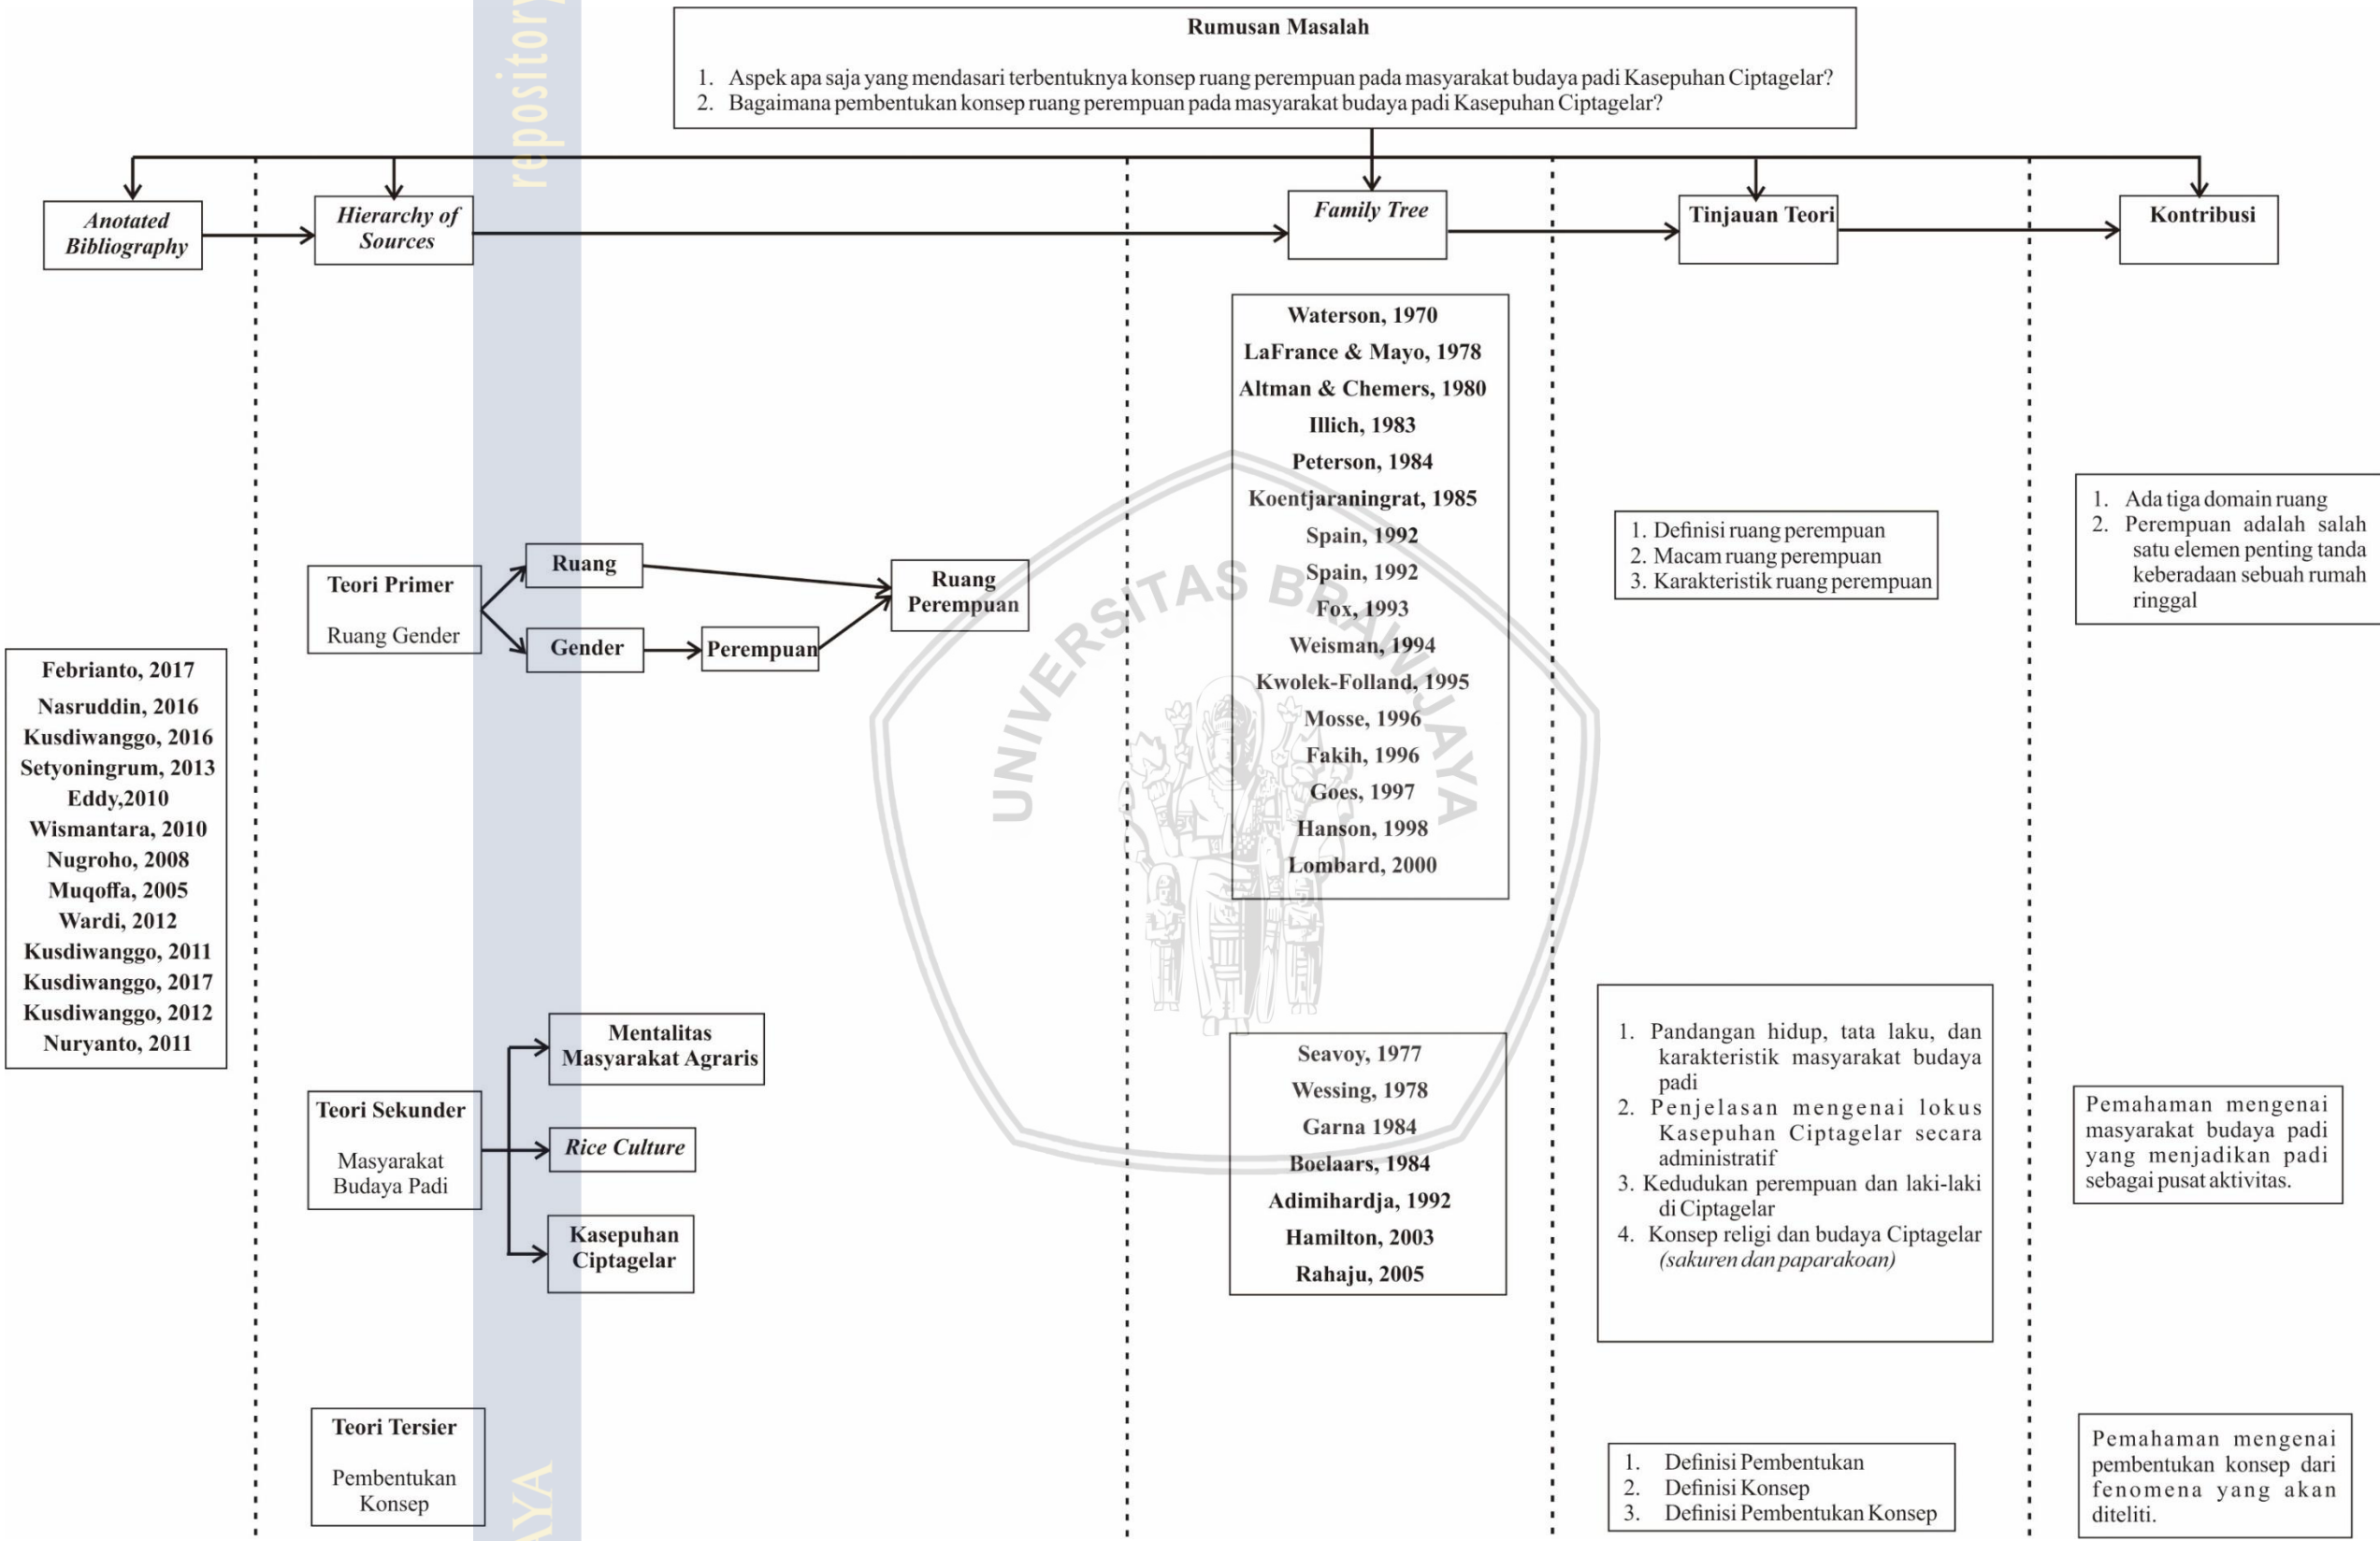 Rumusan Masalah
1. Aspek apa saja yang mendasari terbentuknya konsep ruang perempuan pada masyarakat budaya padi Kasepuhan Ciptagelar?
2. Bagaimana pembentukan konsep ruang perempuan pada masyarakat budaya padi Kasepuhan Ciptagelar?
Anotated
Bibliography
Hierarchy of
Sources
Family Tree
Tinjauan Teori
Kontribusi
Febrianto, 2017
Nasruddin, 2016
Kusdiwanggo, 2016
Setyoningrum, 2013
Eddy,2010
Wismantara, 2010
Nugroho, 2008
Muqoffa, 2005
Wardi, 2012
Kusdiwanggo, 2011
Kusdiwanggo, 2017
Kusdiwanggo, 2012
Nuryanto, 2011
Teori Primer
Ruang Gender
Ruang
Gender
Perempuan
Ruang
Perempuan
Teori Sekunder
Masyarakat
Budaya Padi
Mentalitas
Masyarakat Agraris
Rice Culture
Kasepuhan
Ciptagelar
Teori Tersier
Pembentukan
Konsep
Waterson, 1970
LaFrance & Mayo, 1978
Altman & Chemers, 1980
Illich, 1983
Peterson, 1984
Koentjaraningrat, 1985
Spain, 1992
Spain, 1992
Fox, 1993
Weisman, 1994
Kwolek-Folland, 1995
Mosse, 1996
Fakih, 1996
Goes, 1997
Hanson, 1998
Lombard, 2000
Seavoy, 1977
Wessing, 1978
Garna 1984
Boelaars, 1984
Adimihardja, 1992
Hamilton, 2003
Rahaju, 2005
1. Definisi ruang perempuan
2. Macam ruang perempuan
3. Karakteristik ruang perempuan
1. Pandangan hidup, tata laku, dan
karakteristik masyarakat budaya
padi
2. Penjelasan mengenai lokus
Kasepuhan Ciptagelar secara
administratif
3. Kedudukan perempuan dan laki-laki
di Ciptagelar
4. Konsep religi dan budaya Ciptagelar
(sakuren dan paparakoan)
1. Definisi Pembentukan
2. Definisi Konsep
3. Definisi Pembentukan Konsep
1. Ada tiga domain ruang
2. Perempuan adalah salah
satu elemen penting tanda
keberadaan sebuah rumah
ringgal
Pemahaman mengenai
masyarakat budaya padi
yang menjadikan padi
sebagai pusat aktivitas.
Pemahaman mengenai
pembentukan konsep dari
fenomena yang akan
diteliti.
UNIVERSITAS BRAWIJAYA
repository
AYA